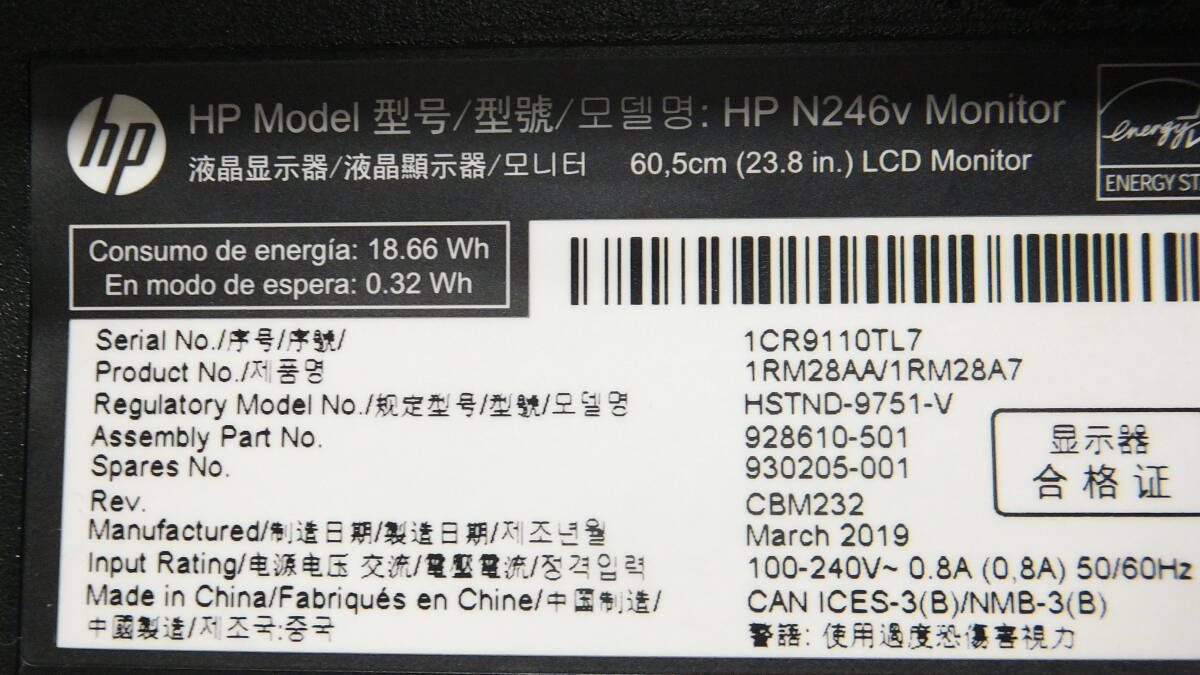 hp
HP Model 型号/型號/모델명: HP N246v Monitor
液晶显示器/液晶顯示器/모니터 60,5cm (23.8 in.) LCD Monitor
energy
ENERGY ST
Consumo de energía: 18.66 Wh
En modo de espera: 0.32 Wh
Serial No./序号/序號/ 1CR9110TL7
Product No./제품명 1RM28AA/1RM28A7
Regulatory Model No./规定型号/型號/모델명 HSTND-9751-V
Assembly Part No. 928610-501
Spares No. 930205-001
Rev. CBM232
Manufactured/制造日期/製造日期/제조년월 March 2019
Input Rating/电源电压 交流/電壓電流/정격입력 100-240V~ 0.8A (0,8A) 50/60Hz
Made in China/Fabriqués en Chine/中国制造/ CAN ICES-3(B)/NMB-3(B)
中國製造/제조국:중국 警語: 使用過度恐傷害視力
显示器
合格证